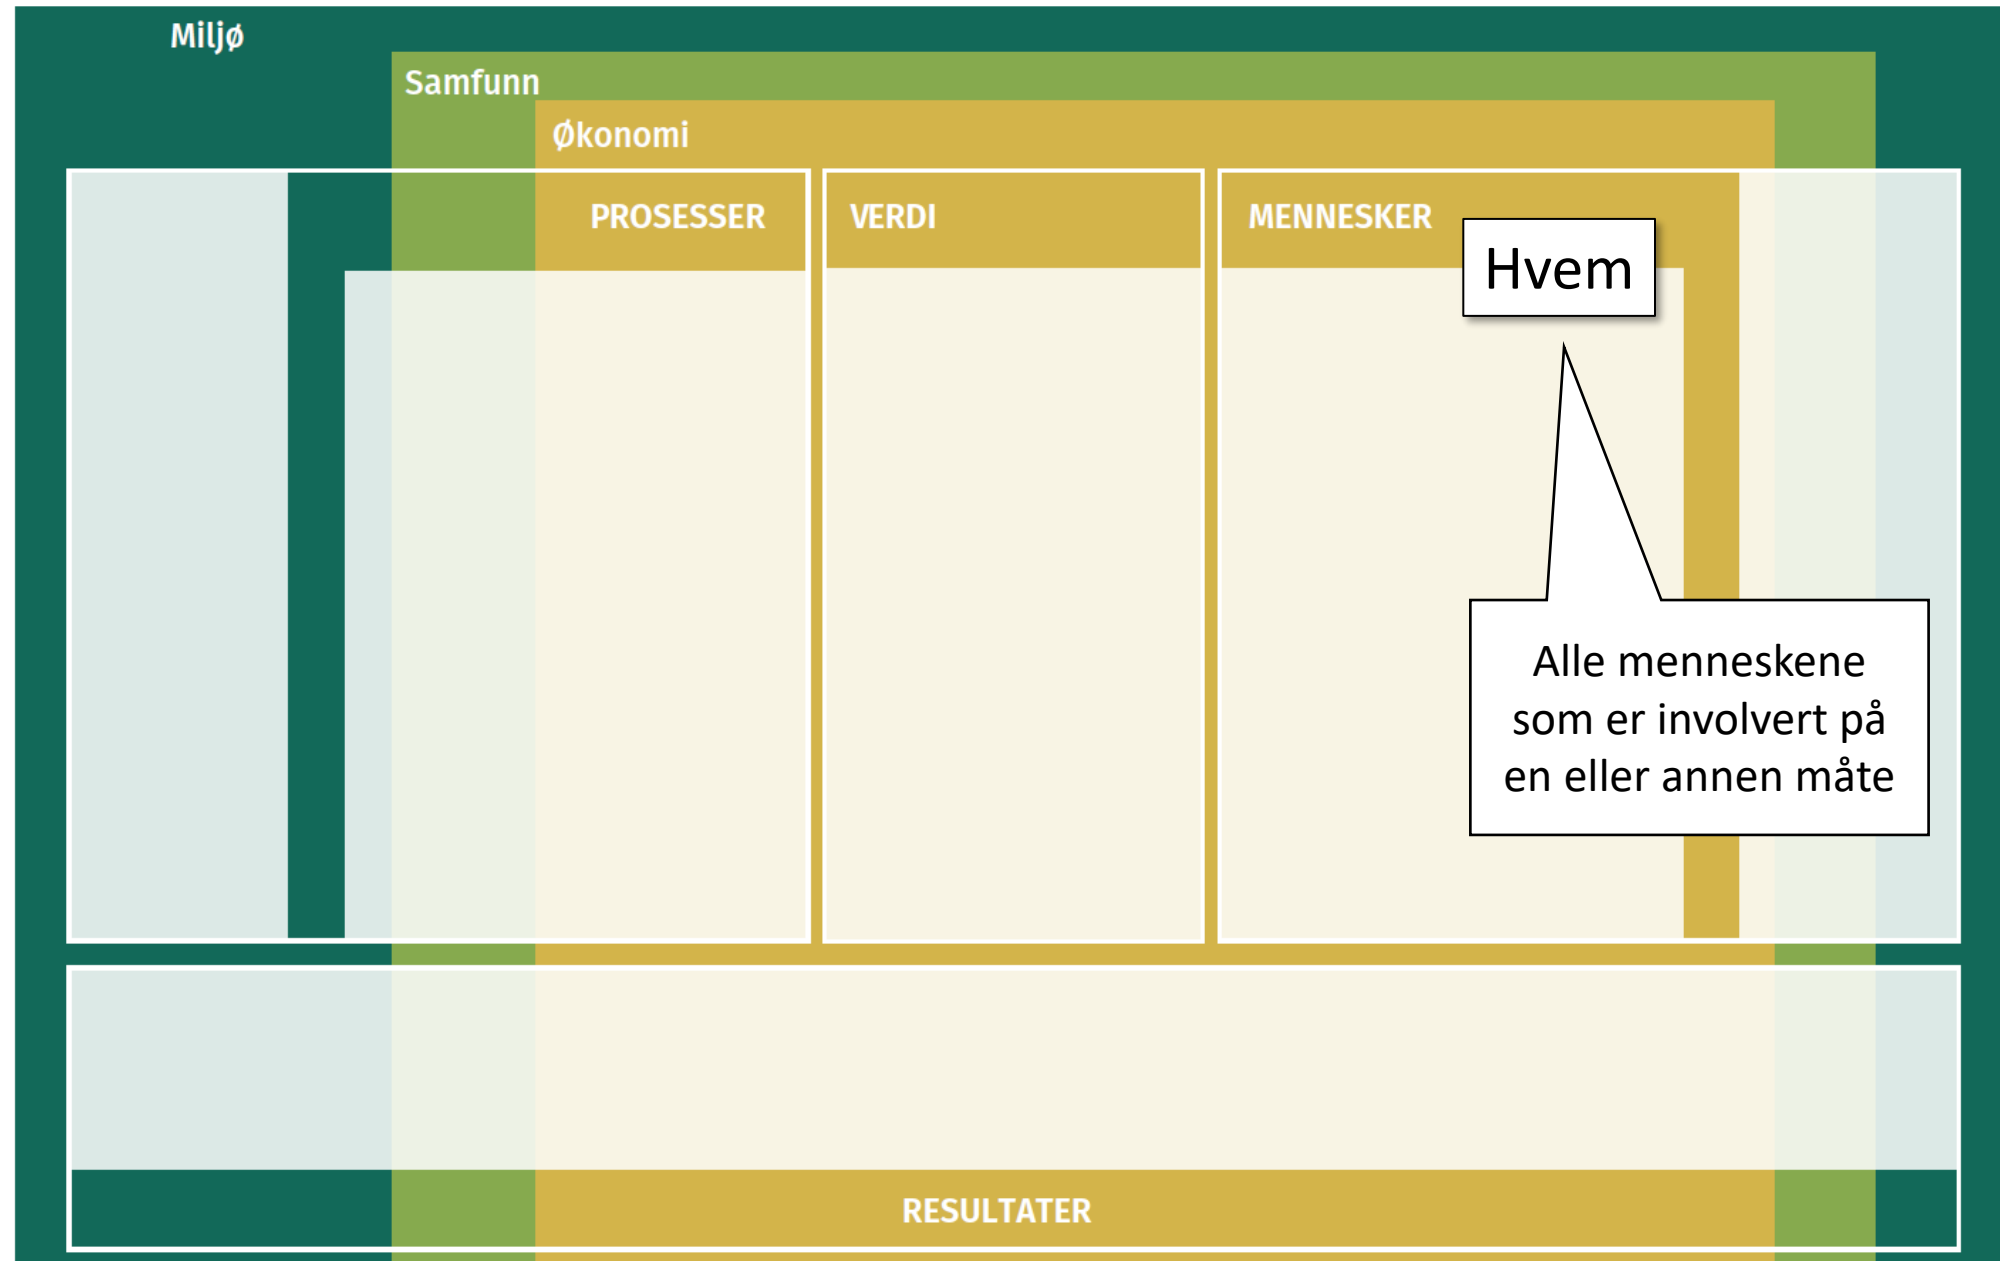 Miljø
Samfunn
Økonomi
PROSESSER
VERDI
MENNESKER
Hvem
Alle menneskene
som er involvert på
en eller annen måte
RESULTATER